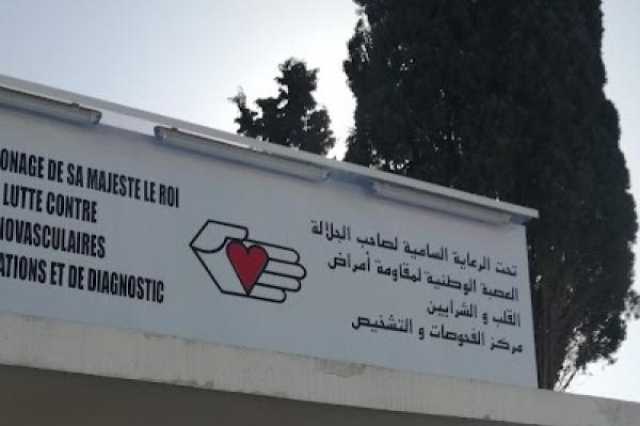 ONAGE DE SA MAJESTE LE ROI
LUTTE CONTRE
NOVASCULAIRES
ATIONS ET DE DIAGNOSTIC
تحت الرعاية السامية لصاحب الجلالة
العصبة الوطنية لمقاومة أمراض
القلب و الشرايين
مركز الفحوصات و التشخيص